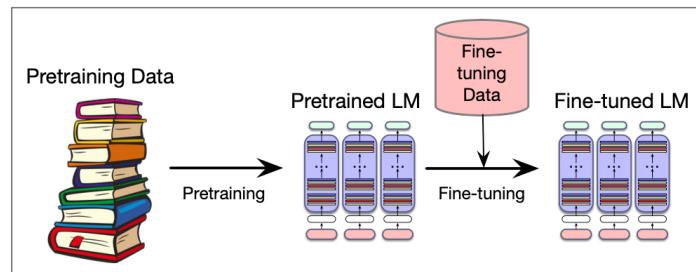 Pretraining Data
Pretraining
Pretrained LM
...
...
...
Fine-
tuning
Data
Fine-tuning
Fine-tuned LM
...
...
...